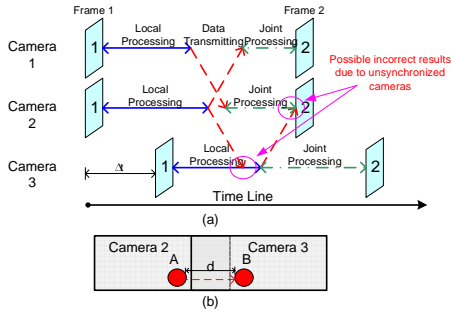 Frame 1
Frame 2
Camera 1
Local Processing
Data Transmitting
Joint Processing
1
2
Camera 2
Local Processing
Joint Processing
1
2
Possible incorrect results due to unsynchronized cameras
Camera 3
Δt
1
Local Processing
Joint Processing
2
Time Line
(a)
Camera 2
Camera 3
A
d
B
(b)